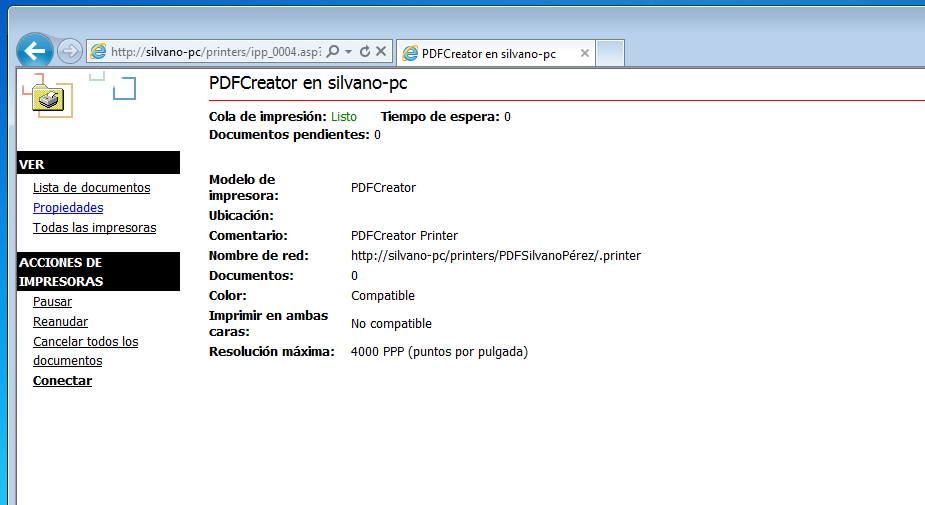 http://silvano-pc/printers/ipp_0004.asp?
PDFCreator en silvano-pc
PDFCreator en silvano-pc
Cola de impresión: Listo Tiempo de espera: 0
Documentos pendientes: 0
VER
Lista de documentos
Propiedades
Todas las impresoras
ACCIONES DE
IMPRESORAS
Pausar
Reanudar
Cancelar todos los
documentos
Conectar
Modelo de
impresora:
PDFCreator
Ubicación:
Comentario: PDFCreator Printer
Nombre de red: http://silvano-pc/printers/PDFSilvanoPérez/.printer
Documentos: 0
Color: Compatible
Imprimir en ambas
caras:
No compatible
Resolución máxima: 4000 PPP (puntos por pulgada)